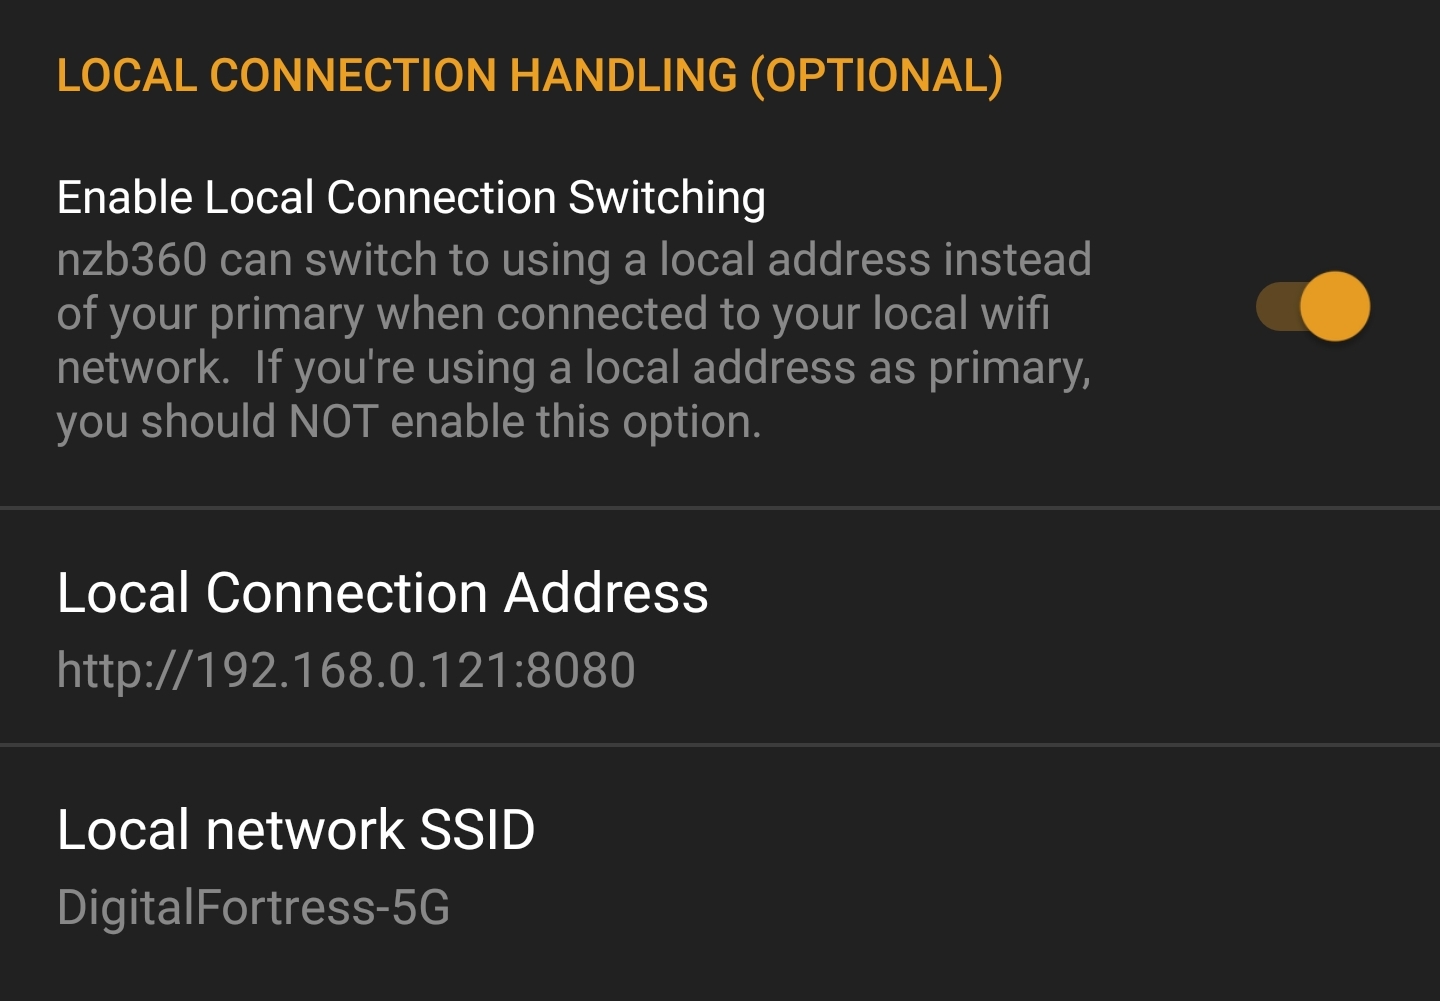 LOCAL CONNECTION HANDLING (OPTIONAL)
Enable Local Connection Switching
nzb360 can switch to using a local address instead
of your primary when connected to your local wifi
network.  If you're using a local address as primary,
you should NOT enable this option.
Local Connection Address
http://192.168.0.121:8080
Local network SSID
DigitalFortress-5G